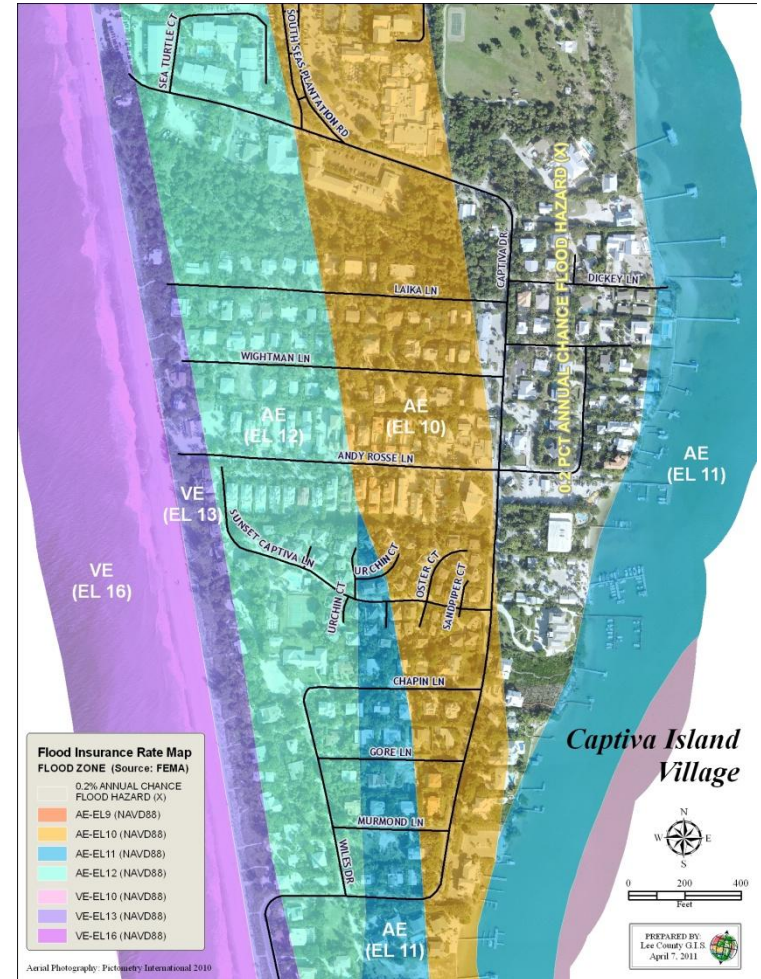 SEA TURTLE CT
SOUTH SEAS PLANTATION RD
0.2 PCT ANNUAL CHANCE FLOOD HAZARD (X)
CAPTIVA DR
DICKEY LN
LAIKA LN
WIGHTMAN LN
AE
(EL 12)
AE
(EL 10)
ANDY ROSSE LN
AE
(EL 11)
VE
(EL 13)
SUNSET CAPTIVA LN
URCHIN CT
URCHIN CT
OSTER CT
SANDPIPER CT
VE
(EL 16)
CHAPIN LN
GORE LN
MURMOND LN
WILES DR
AE
(EL 11)
Captiva Island
Village
Flood Insurance Rate Map
FLOOD ZONE (Source: FEMA)
0.2% ANNUAL CHANCE
FLOOD HAZARD (X)
AE-EL9 (NAVD88)
AE-EL10 (NAVD88)
AE-EL11 (NAVD88)
AE-EL12 (NAVD88)
VE-EL10 (NAVD88)
VE-EL13 (NAVD88)
VE-EL16 (NAVD88)
N
W E
S
0 200 400
Feet
PREPARED BY:
Lee County G.I.S.
April 7, 2011
Aerial Photography: Pictometry International 2010